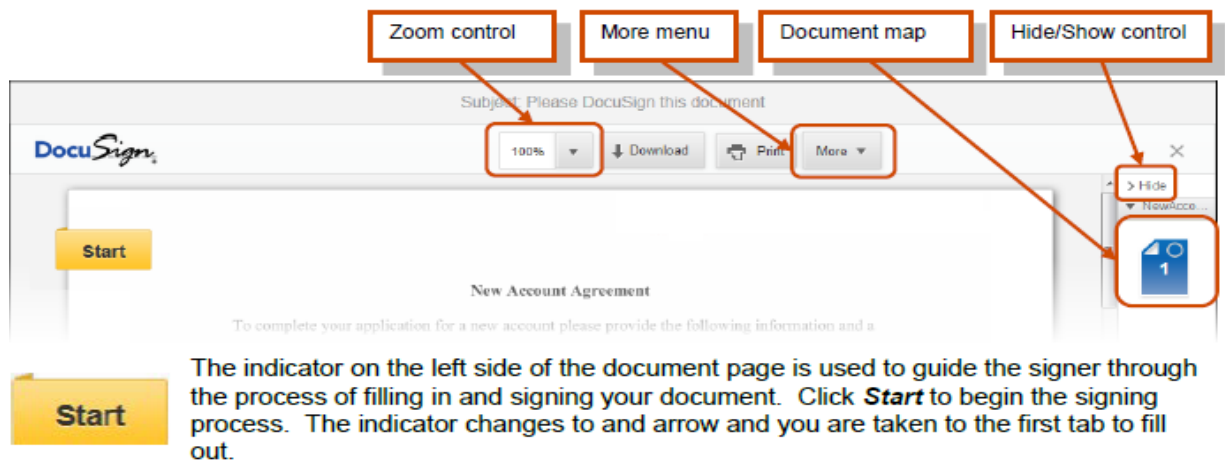 Zoom control More menu Document map Hide/Show control
Subject: Please DocuSign this document
DocuSign 100% Download Print More
> Hide
NewAcco...
Start
1
New Account Agreement
To complete your application for a new account please provide the following information and a
The indicator on the left side of the document page is used to guide the signer through
Start
the process of filling in and signing your document. Click Start to begin the signing
process. The indicator changes to and arrow and you are taken to the first tab to fill
out.